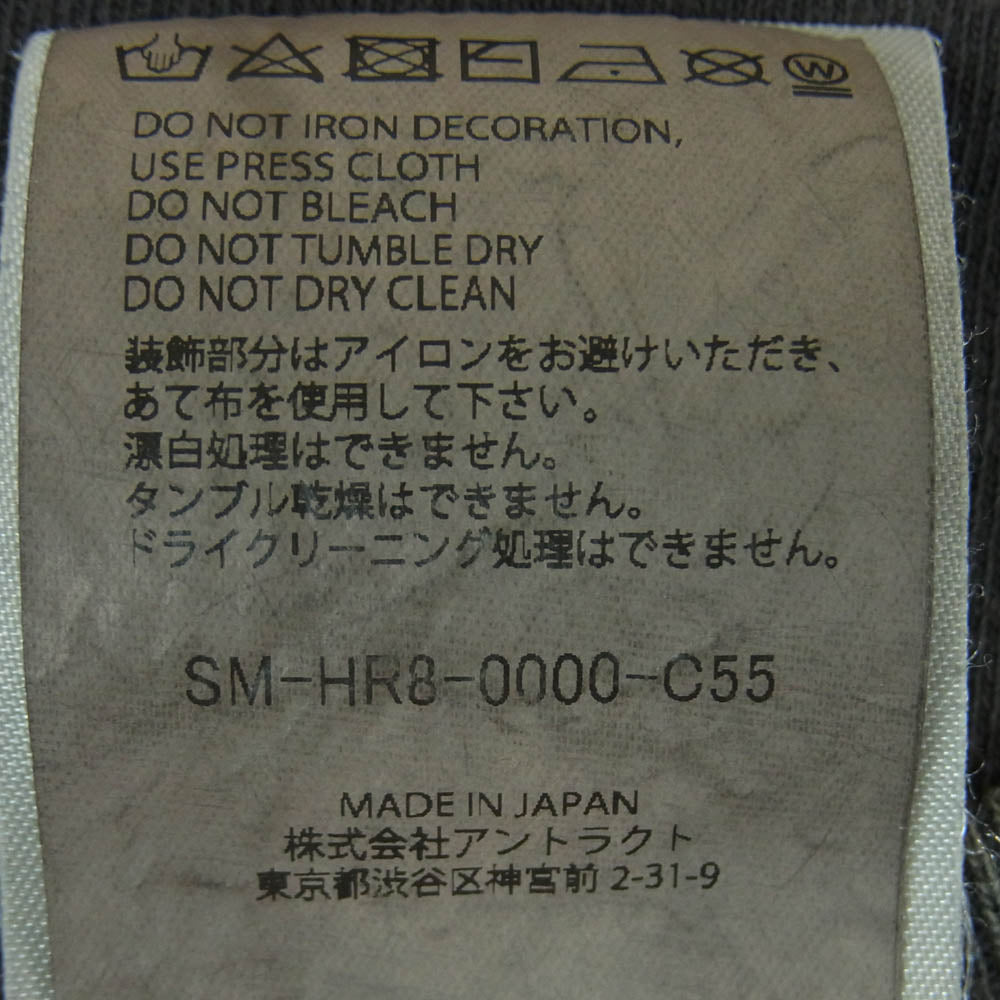 W
DO NOT IRON DECORATION,
USE PRESS CLOTH
DO NOT BLEACH
DO NOT TUMBLE DRY
DO NOT DRY CLEAN
装飾部分はアイロンをお避けいただき、
あて布を使用して下さい。
漂白処理はできません。
タンブル乾燥はできません。
ドライクリーニング処理はできません。
SM-HR8-0000-C55
MADE IN JAPAN
株式会社アントラクト
東京都渋谷区神宮前 2-31-9